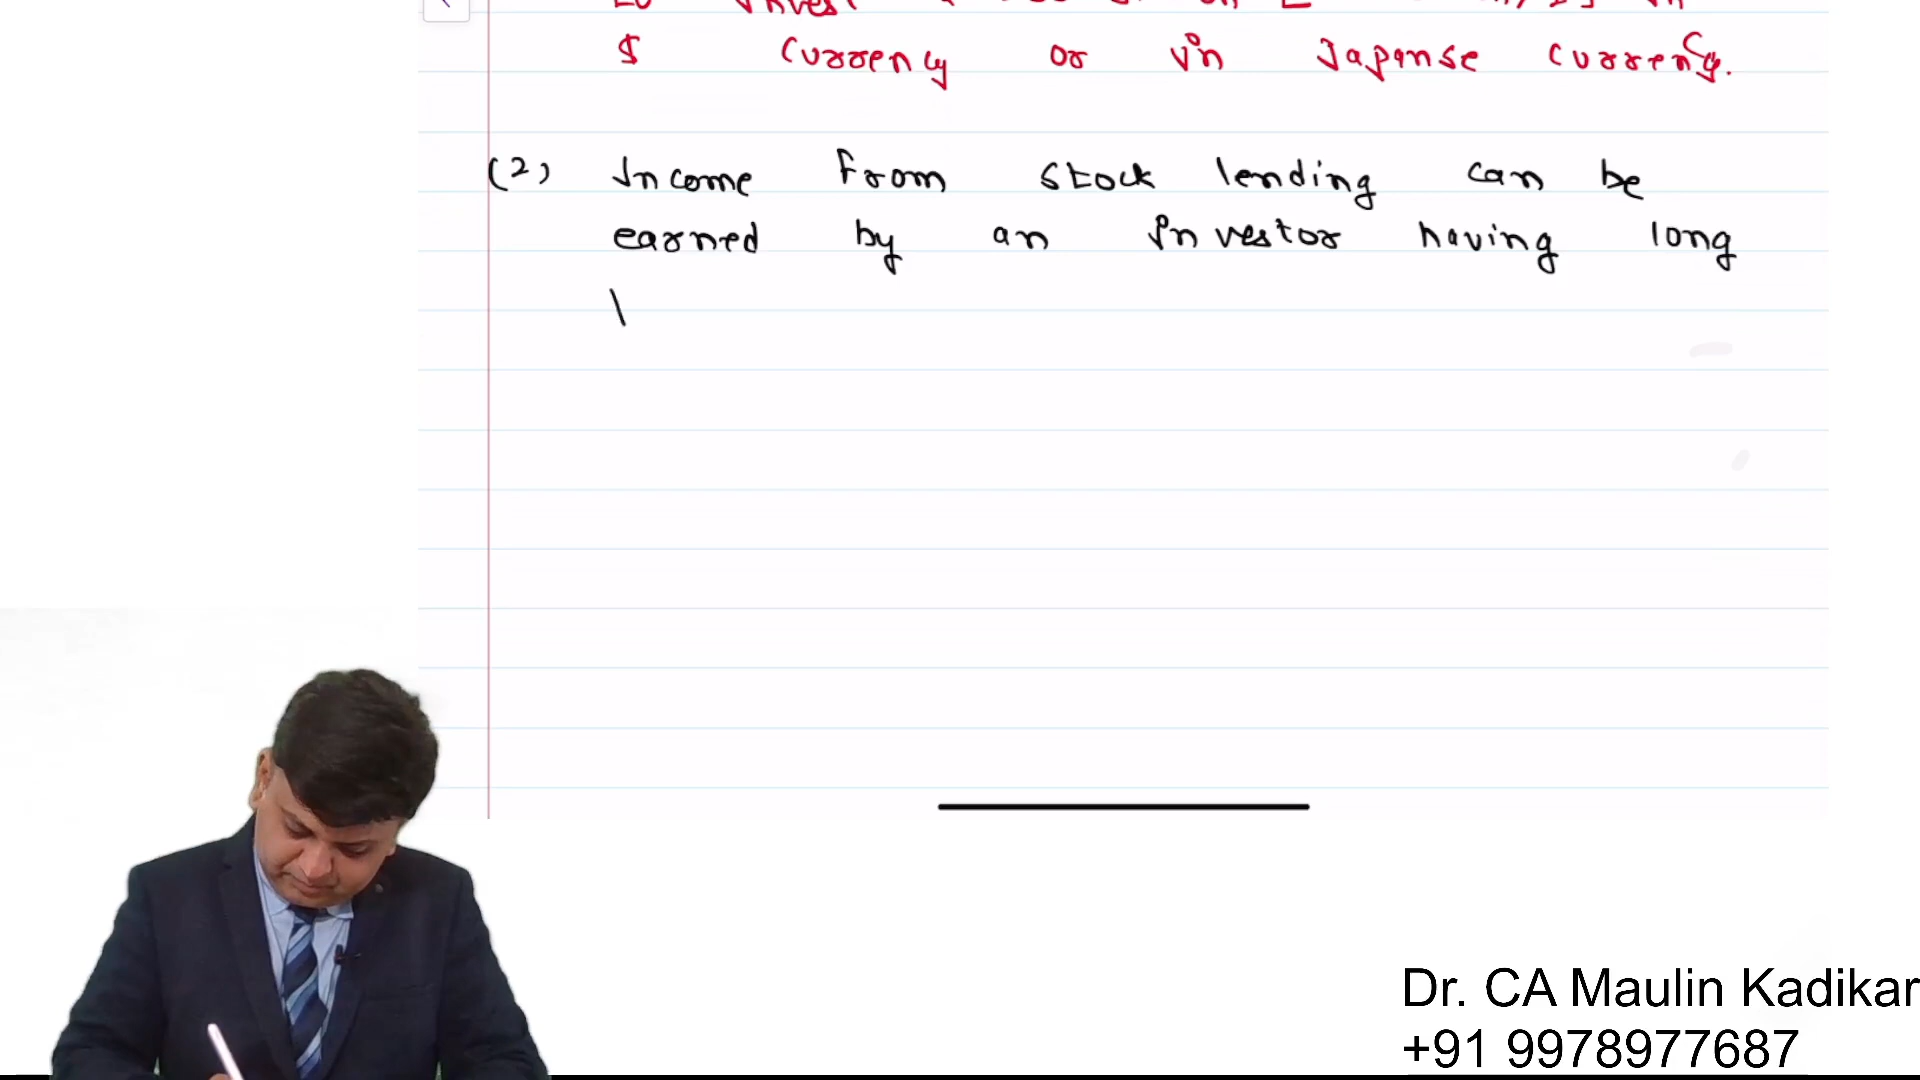 $ Currency or in Japanse Currency.
(2) Income from stock lending can be
earned by an investor having long
Dr. CA Maulin Kadikar
+91 9978977687